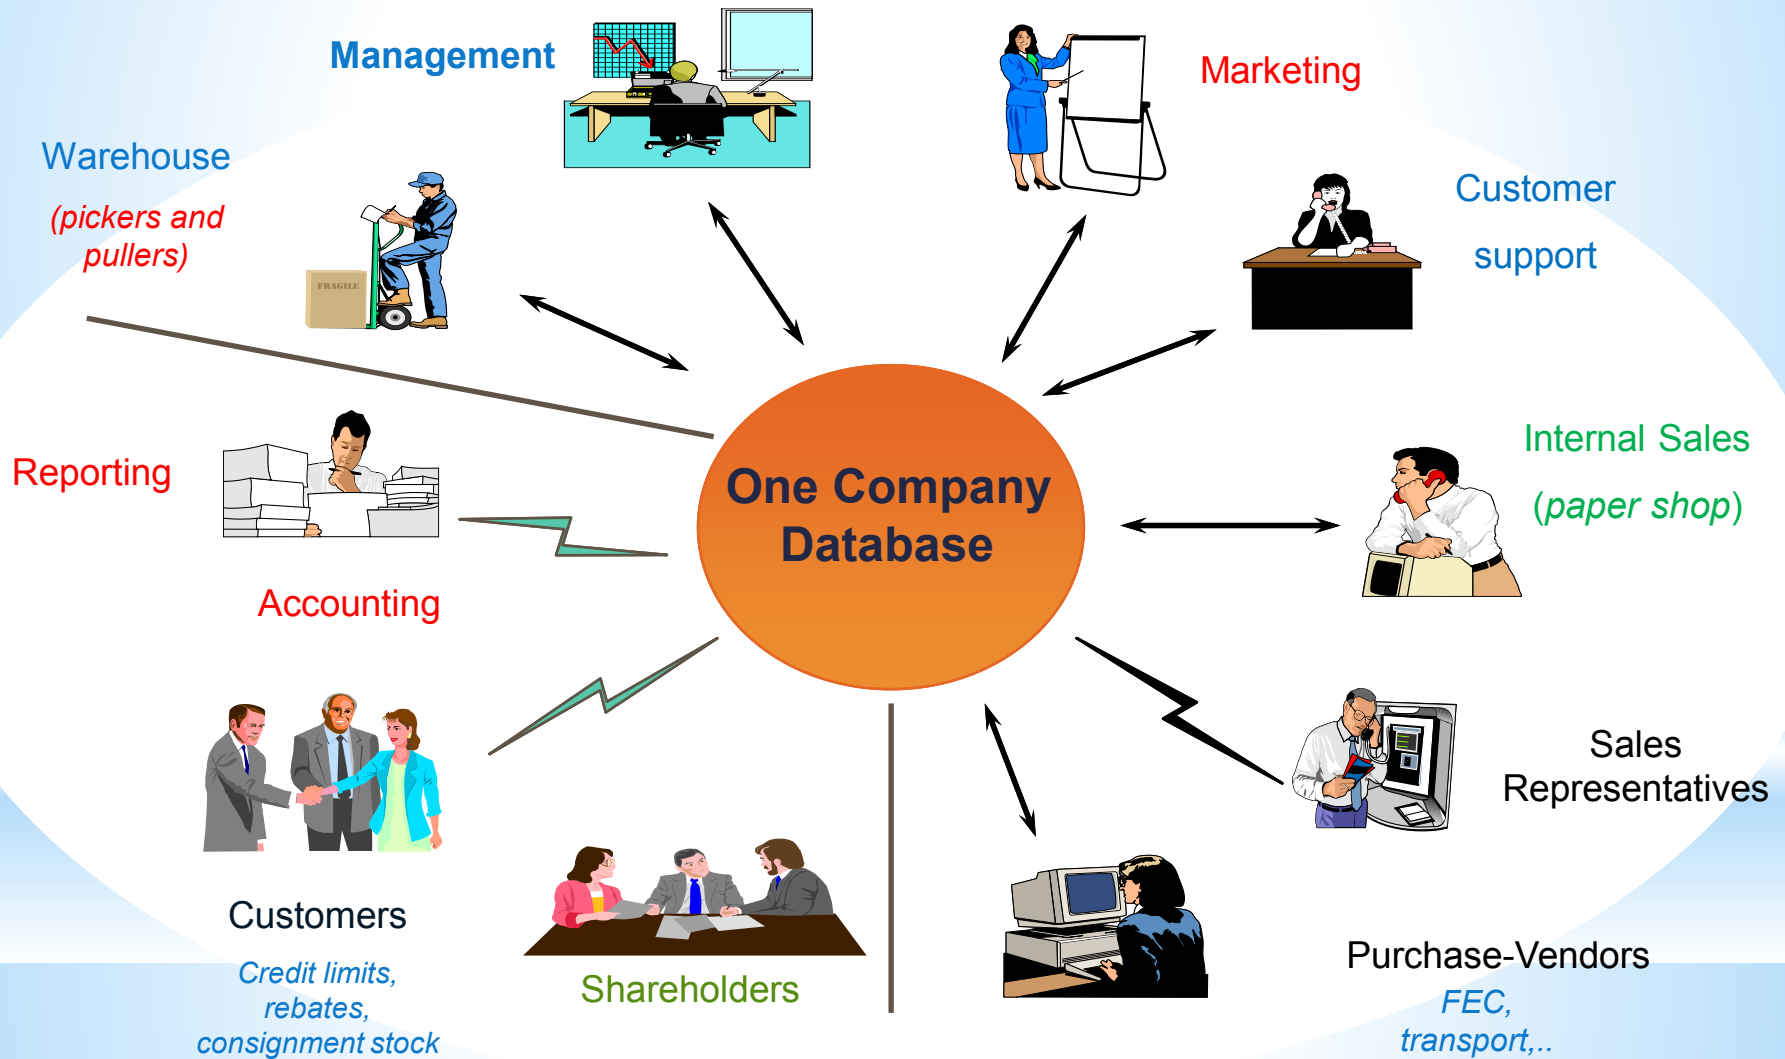 Management
Marketing
Warehouse
(pickers and
pullers)
Customer
support
FRAGILE
Internal Sales
(paper shop)
Reporting
One Company
Database
Accounting
Sales
Representatives
Customers
Credit limits,
rebates,
consignment stock
Shareholders
Purchase-Vendors
FEC,
transport,..